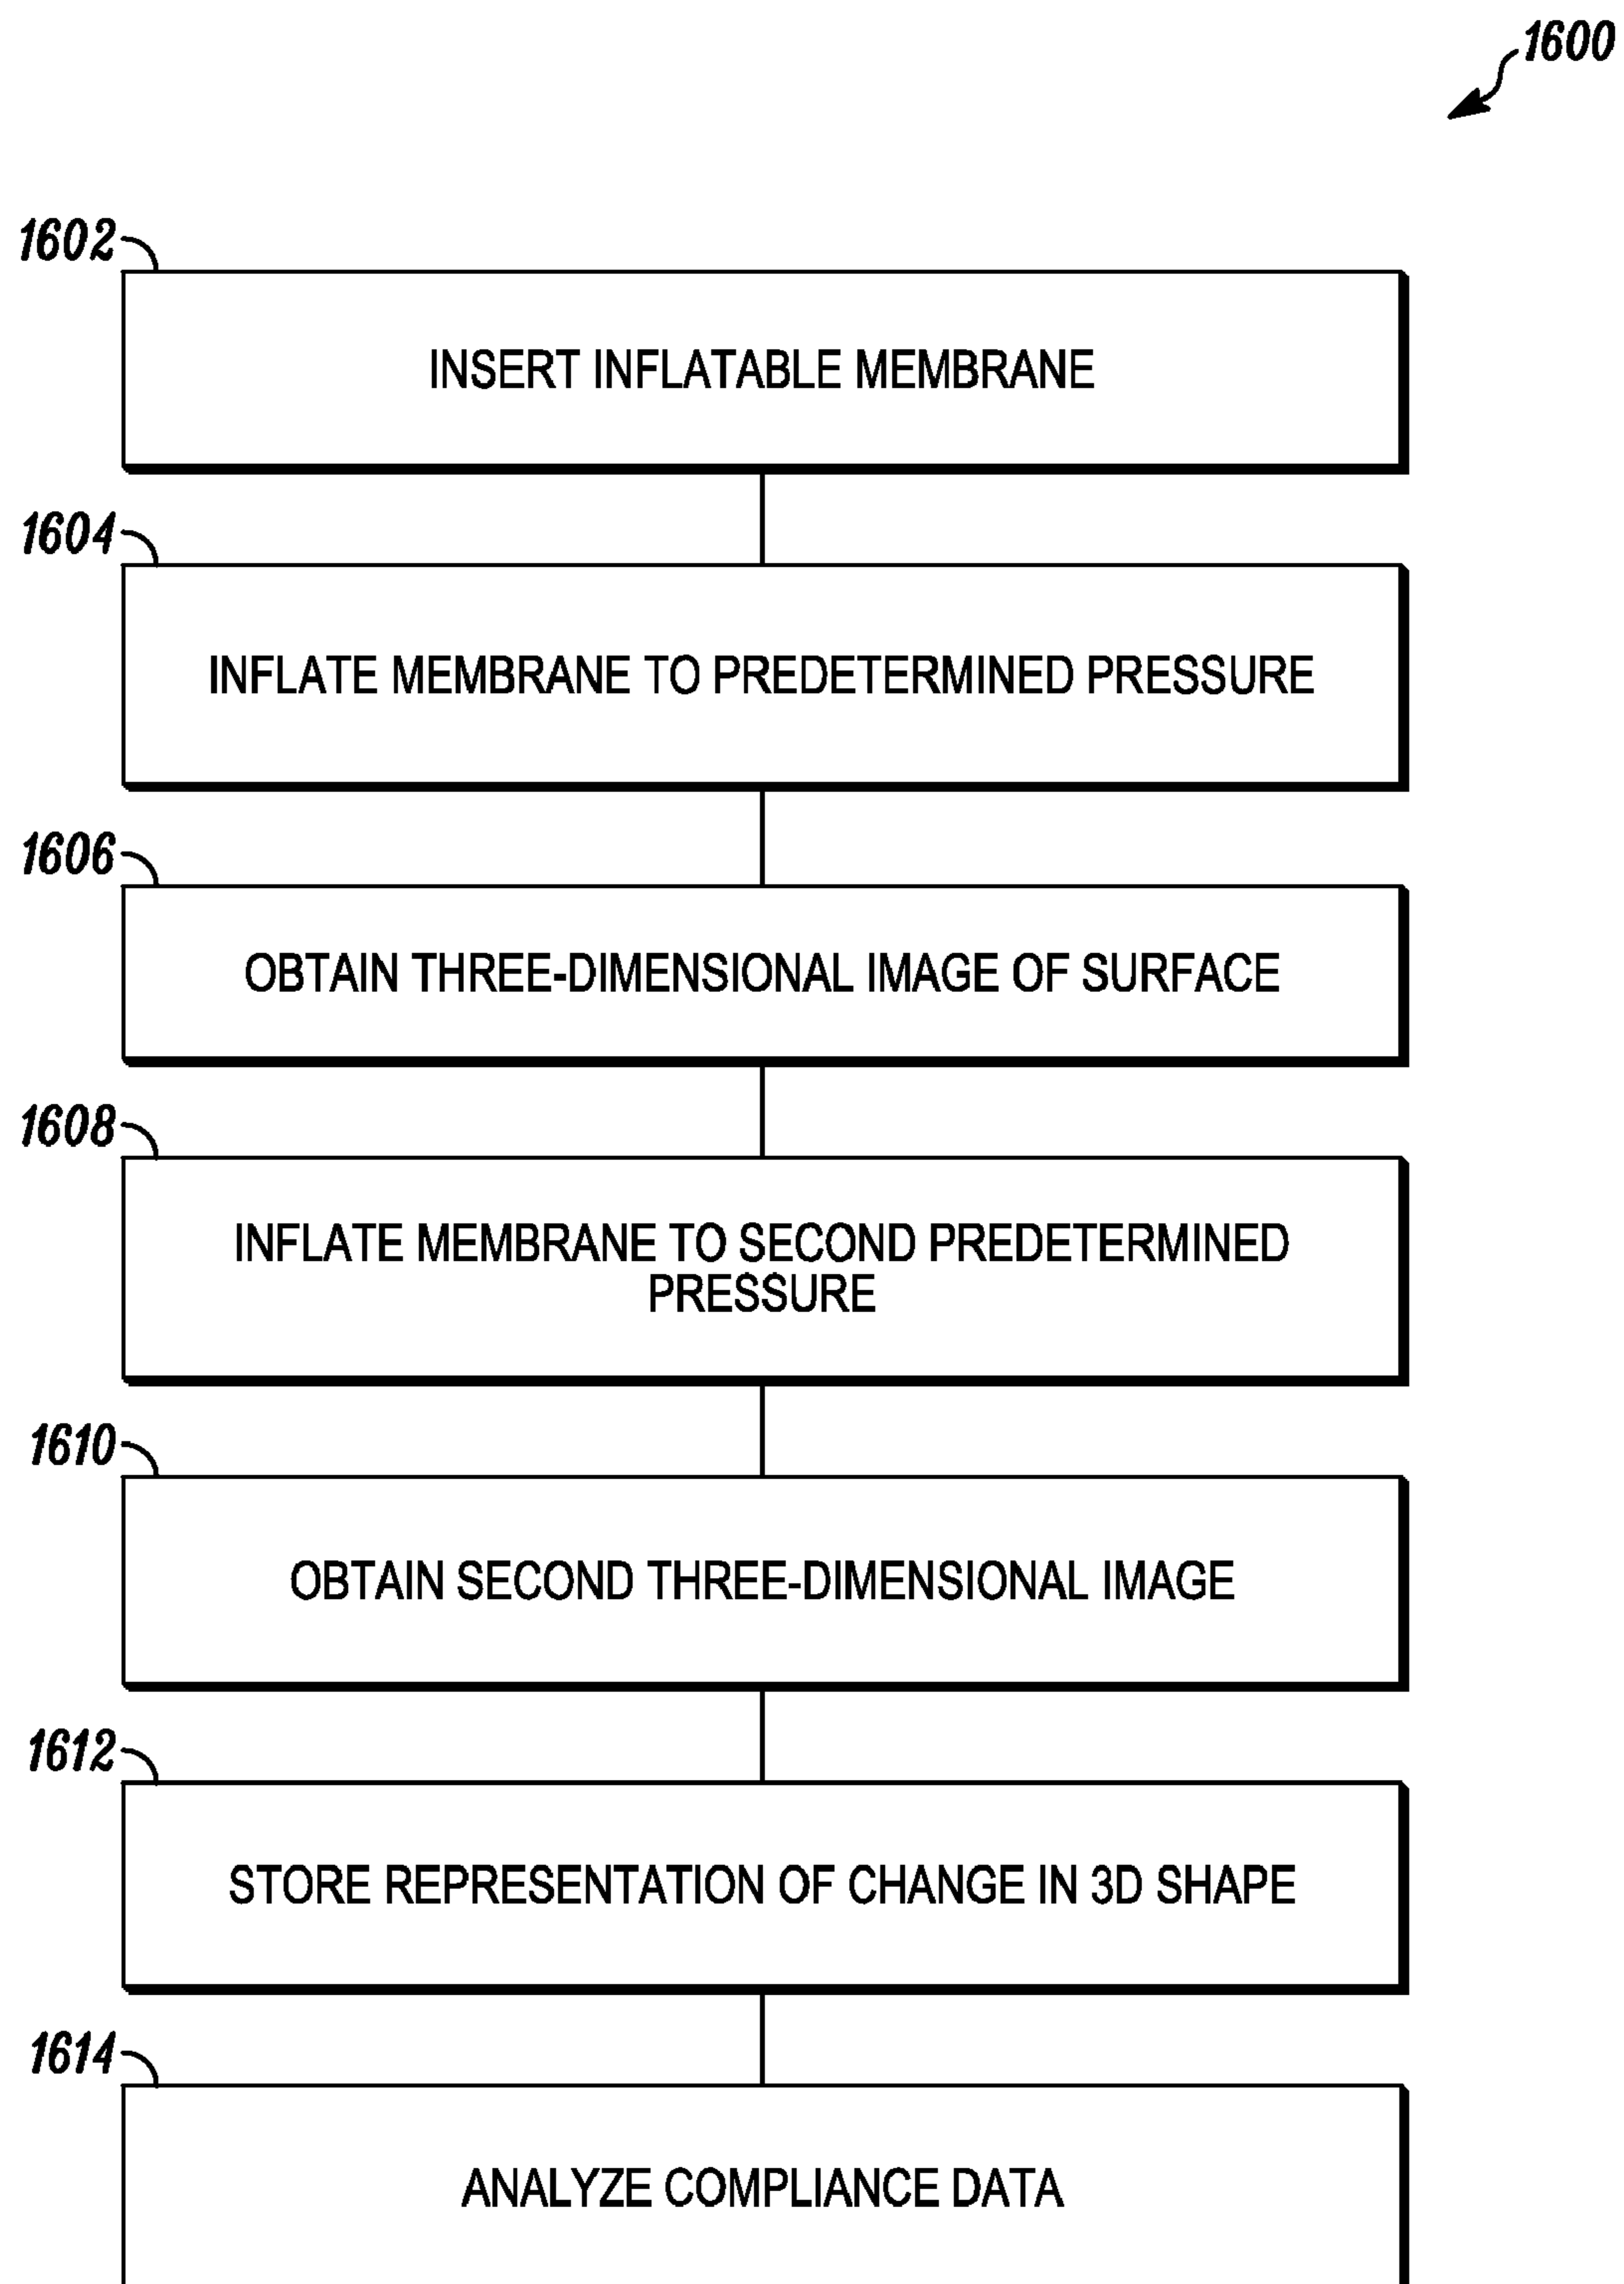 1600
1602
INSERT INFLATABLE MEMBRANE
1604
INFLATE MEMBRANE TO PREDETERMINED PRESSURE
1606
OBTAIN THREE-DIMENSIONAL IMAGE OF SURFACE
1608
INFLATE MEMBRANE TO SECOND PREDETERMINED
PRESSURE
1610
OBTAIN SECOND THREE-DIMENSIONAL IMAGE
1612
STORE REPRESENTATION OF CHANGE IN 3D SHAPE
1614
ANALYZE COMPLIANCE DATA